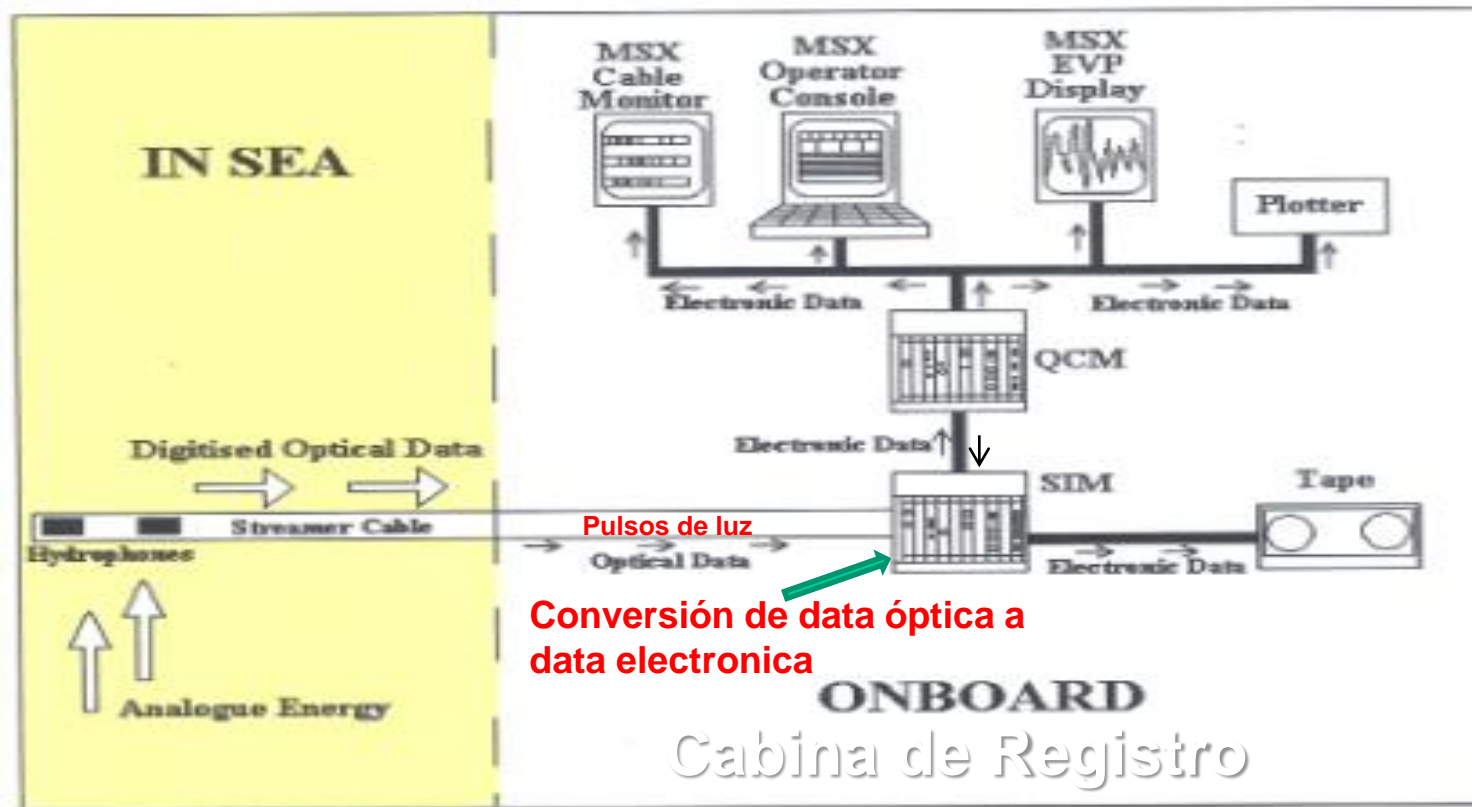 IN SEA
MSX
Cable
Monitor
MSX
Operator
Console
MSX
EVP
Display
Plotter
Electronic Data
Electronic Data
QCM
Electronic Data
SIM
Tape
Digitised Optical Data
Streamer Cable
Hydrophones
Pulsos de luz
Optical Data
Electronic Data
Conversión de data óptica a
data electronica
Analogue Energy
ONBOARD
Cabina de Registro